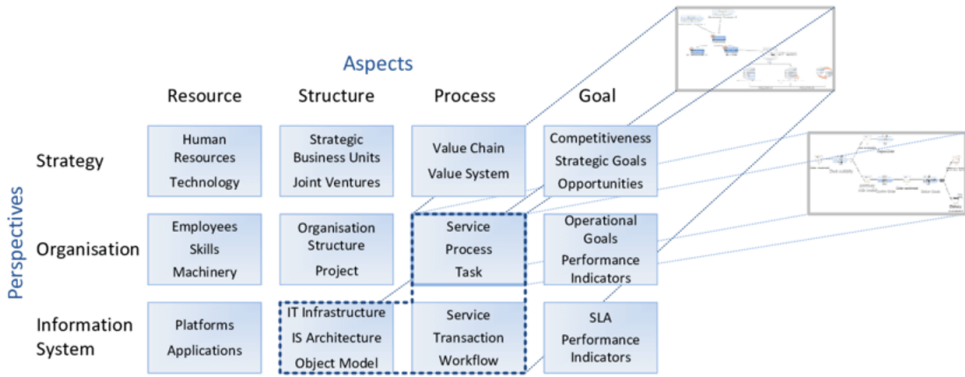 Aspects
Resource
Structure
Process
Goal
Perspectives
Strategy
Human
Resources
Technology
Strategic
Business Units
Joint Ventures
Value Chain
Value System
Competitiveness
Strategic Goals
Opportunities
Organisation
Employees
Skills
Machinery
Organisation
Structure
Project
Service
Process
Task
Operational
Goals
Performance
Indicators
Information
System
Platforms
Applications
IT Infrastructure
IS Architecture
Object Model
Service
Transaction
Workflow
SLA
Performance
Indicators